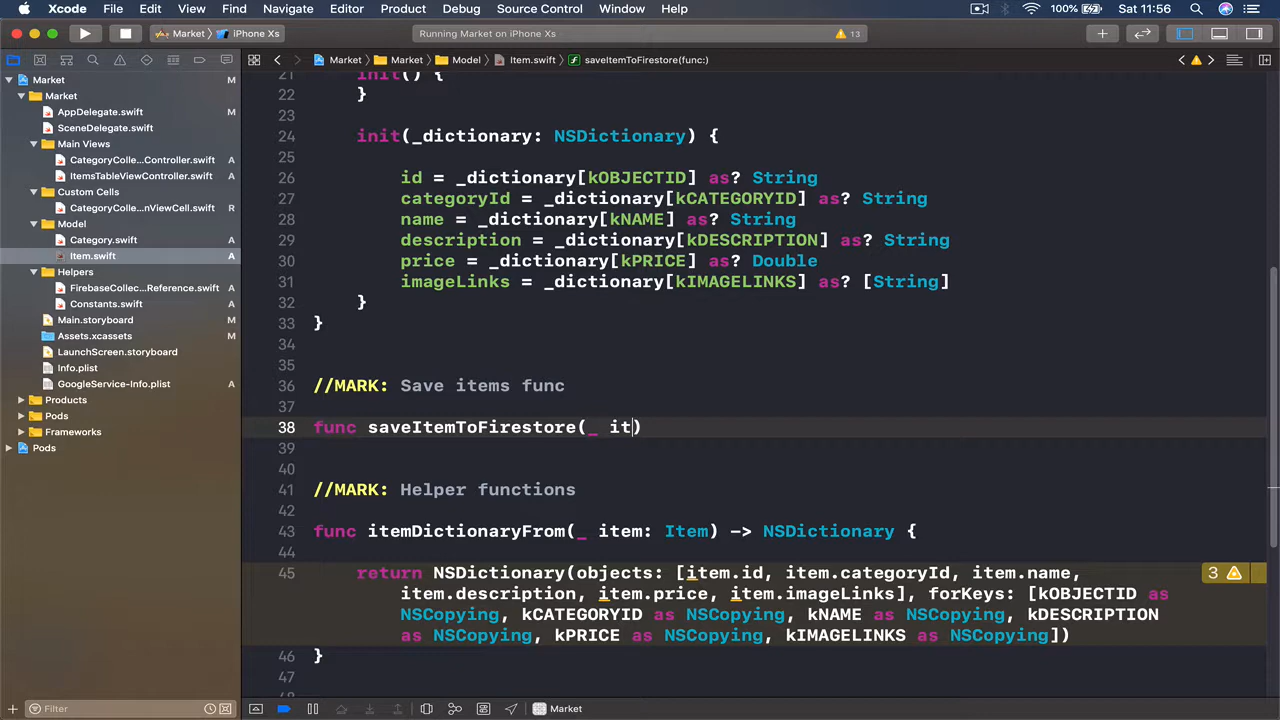 Xcode File Edit View Find Navigate Editor Product Debug Source Control Window Help 100% Sat 11:56
Market iPhone Xs Running Market on iPhone Xs 13
Market Market Model Item.swift saveItemToFirestore(func:)
Market M
Market
AppDelegate.swift M
SceneDelegate.swift
Main Views
CategoryColle...Controller.swift A
ItemsTableViewController.swift A
Custom Cells
CategoryColle...nViewCell.swift R
Model
Category.swift A
Item.swift A
Helpers
FirebaseCollec...Reference.swift A
Constants.swift A
Main.storyboard M
Assets.xcassets M
LaunchScreen.storyboard
Info.plist
GoogleService-Info.plist A
Products
Pods
Frameworks
Pods
21 init() {
22 }
23
24 init(_dictionary: NSDictionary) {
25
26 id = _dictionary[kOBJECTID] as? String
27 categoryId = _dictionary[kCATEGORYID] as? String
28 name = _dictionary[kNAME] as? String
29 description = _dictionary[kDESCRIPTION] as? String
30 price = _dictionary[kPRICE] as? Double
31 imageLinks = _dictionary[kIMAGELINKS] as? [String]
32 }
33 }
34
35
36 //MARK: Save items func
37
38 func saveItemToFirestore(_ it)
39
40
41 //MARK: Helper functions
42
43 func itemDictionaryFrom(_ item: Item) -> NSDictionary {
44
45 return NSDictionary(objects: [item.id, item.categoryId, item.name, 3
item.description, item.price, item.imageLinks], forKeys: [kOBJECTID as
NSCopying, kCATEGORYID as NSCopying, kNAME as NSCopying, kDESCRIPTION
as NSCopying, kPRICE as NSCopying, kIMAGELINKS as NSCopying])
46 }
47
Filter Market